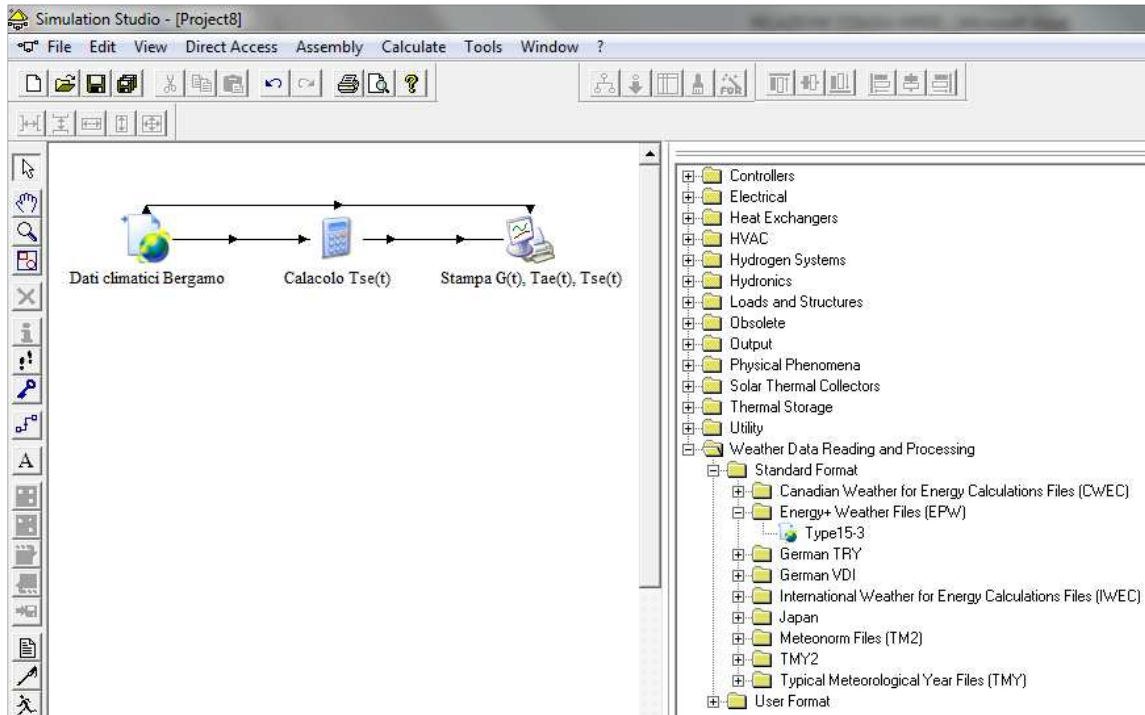 Simulation Studio - [Project8]
File Edit View Direct Access Assembly Calculate Tools Window ?
FOR
A
Dati climatici Bergamo
Calacolo Tse(t)
Stampa G(t), Tae(t), Tse(t)
Controllers
Electrical
Heat Exchangers
HVAC
Hydrogen Systems
Hydronics
Loads and Structures
Obsolete
Output
Physical Phenomena
Solar Thermal Collectors
Thermal Storage
Utility
Weather Data Reading and Processing
Standard Format
Canadian Weather for Energy Calculations Files (CWEC)
Energy+ Weather Files (EPW)
Type15-3
German TRY
German VDI
International Weather for Energy Calculations Files (IWEC)
Japan
Meteonorm Files (TM2)
TMY2
Typical Meteorological Year Files (TMY)
User Format